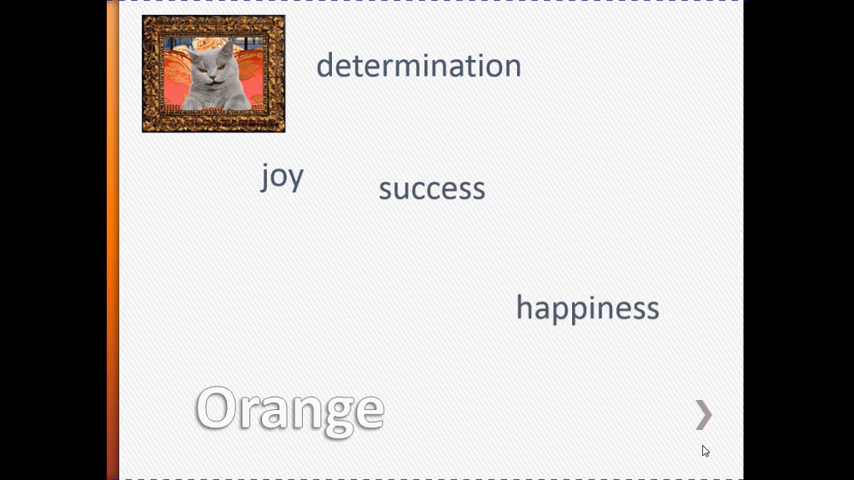 determination
joy
success
happiness
Orange